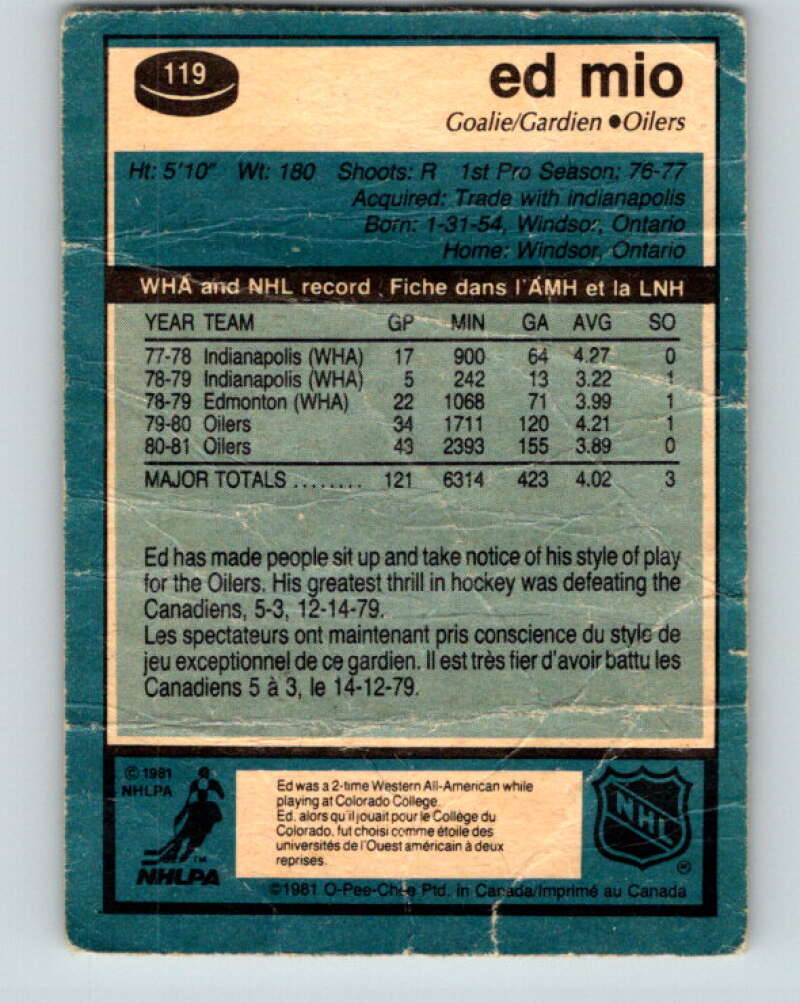 119
ed mio
Goalie/Gardien ●Oilers
Ht: 5'10" Wt: 180 Shoots: R 1st Pro Season: 76-77
Acquired: Trade with indianapolis
Born: 1-31-54, Windsor, Ontario
Home: Windsor, Ontario
WHA and NHL record . Fiche dans l'AMH et la LNH
YEAR TEAM GP MIN GA AVG SO
77-78 Indianapolis (WHA) 17 900 64 4.27 0
78-79 Indianapolis (WHA) 5 242 13 3.22 1
78-79 Edmonton (WHA) 22 1068 71 3.99 1
79-80 Oilers 34 1711 120 4.21 1
80-81 Oilers 43 2393 155 3.89 0
MAJOR TOTALS ........ 121 6314 423 4.02 3
Ed has made people sit up and take notice of his style of play
for the Oilers. His greatest thrill in hockey was defeating the
Canadiens, 5-3, 12-14-79.
Les spectateurs ont maintenant pris conscience du style de
jeu exceptionnel de ce gardien. Il est très fier d'avoir battu les
Canadiens 5 à 3, le 14-12-79.
© 1981
NHLPA
TM
NHLPA
Ed was a 2-time Western All-American while
playing at Colorado College.
Ed, alors qu'il jouait pour le Collège du
Colorado, fut choisi comme étoile des
universités de l'Ouest américain à deux
reprises.
NHL
®
©1981 O-Pee-Chee Ptd. in Canada/Imprimé au Canada